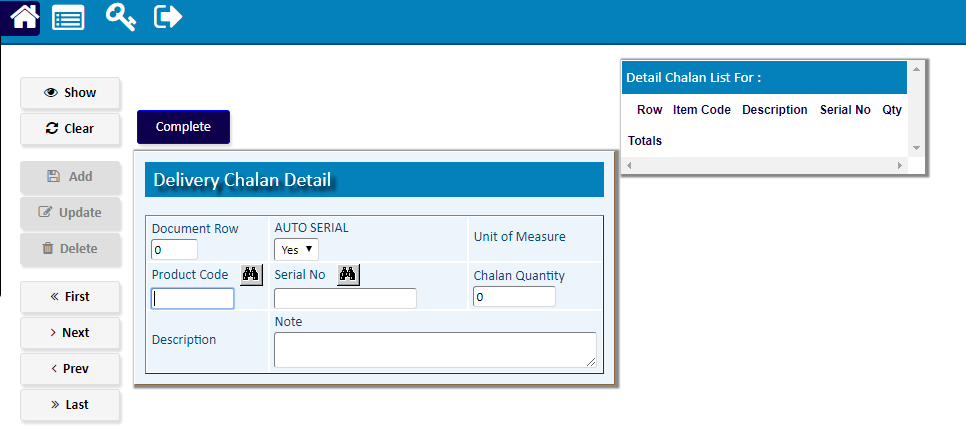 Show
Clear
Add
Update
Delete
First
Next
Prev
Last
Complete
Delivery Chalan Detail
Document Row
0
AUTO SERIAL
Yes
Unit of Measure
Product Code
Serial No
Chalan Quantity
0
Description
Note
Detail Chalan List For :
Row Item Code Description Serial No Qty
Totals